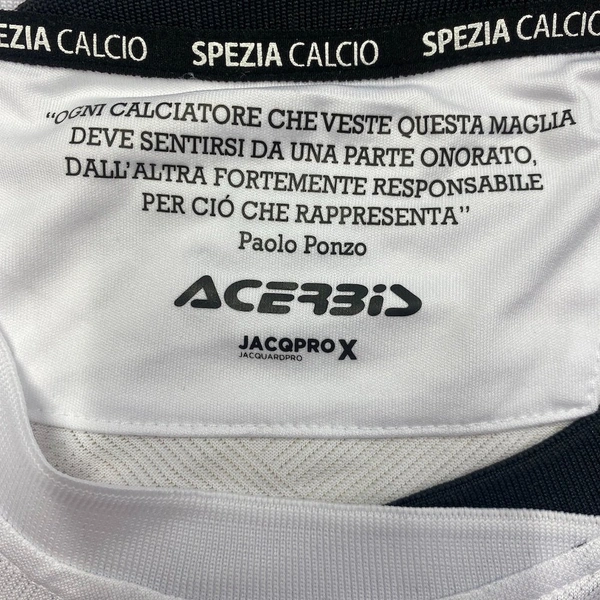 EZIA CALCIO SPEZIA CALCIO SPEZIA CALCIO
“OGNI CALCIATORE CHE VESTE QUESTA MAGLIA
DEVE SENTIRSI DA UNA PARTE ONORATO,
DALL'ALTRA FORTEMENTE RESPONSABILE
PER CIÓ CHE RAPPRESENTA”
Paolo Ponzo
ACERBIS
JACQPRO X
JACQUARDPRO